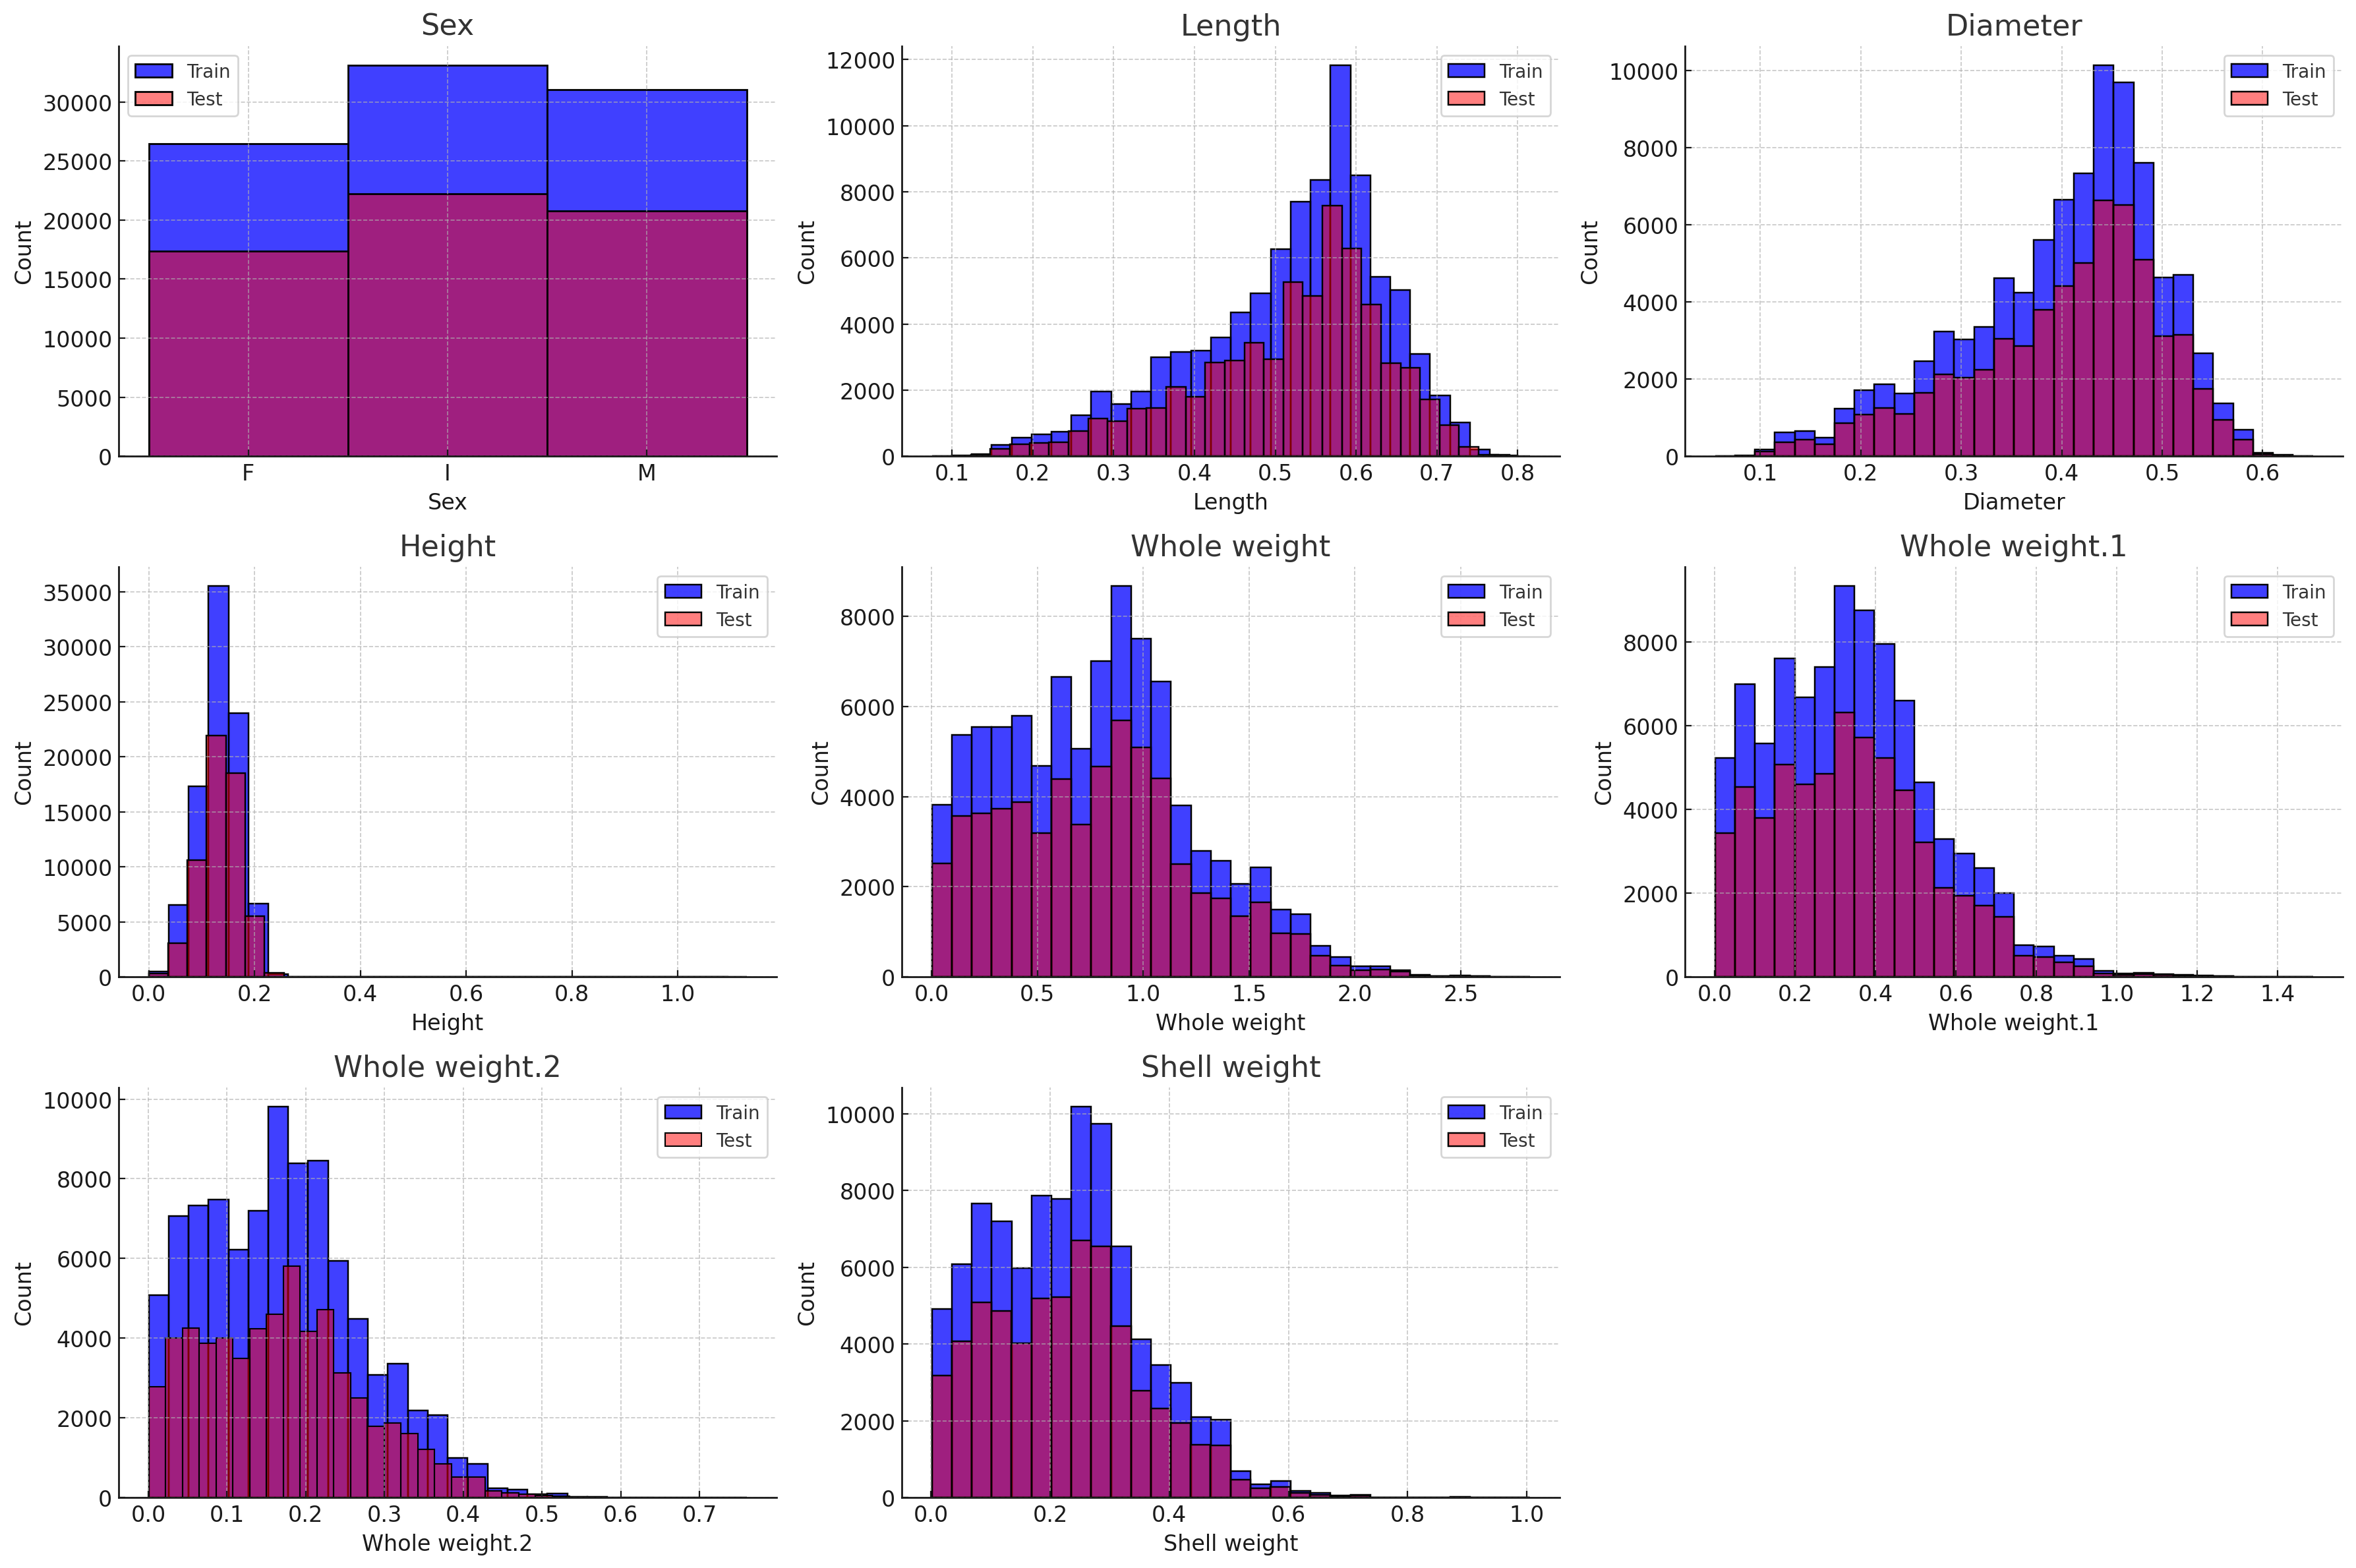 Sex
Train
Test
Count
30000
25000
20000
15000
10000
5000
0
F I M
Sex
Length
Train
Test
Count
12000
10000
8000
6000
4000
2000
0
0.1 0.2 0.3 0.4 0.5 0.6 0.7 0.8
Length
Diameter
Train
Test
Count
10000
8000
6000
4000
2000
0
0.1 0.2 0.3 0.4 0.5 0.6
Diameter
Height
Train
Test
Count
35000
30000
25000
20000
15000
10000
5000
0
0.0 0.2 0.4 0.6 0.8 1.0
Height
Whole weight
Train
Test
Count
8000
6000
4000
2000
0
0.0 0.5 1.0 1.5 2.0 2.5
Whole weight
Whole weight.1
Train
Test
Count
8000
6000
4000
2000
0
0.0 0.2 0.4 0.6 0.8 1.0 1.2 1.4
Whole weight.1
Whole weight.2
Train
Test
Count
10000
8000
6000
4000
2000
0
0.0 0.1 0.2 0.3 0.4 0.5 0.6 0.7
Whole weight.2
Shell weight
Train
Test
Count
10000
8000
6000
4000
2000
0
0.0 0.2 0.4 0.6 0.8 1.0
Shell weight